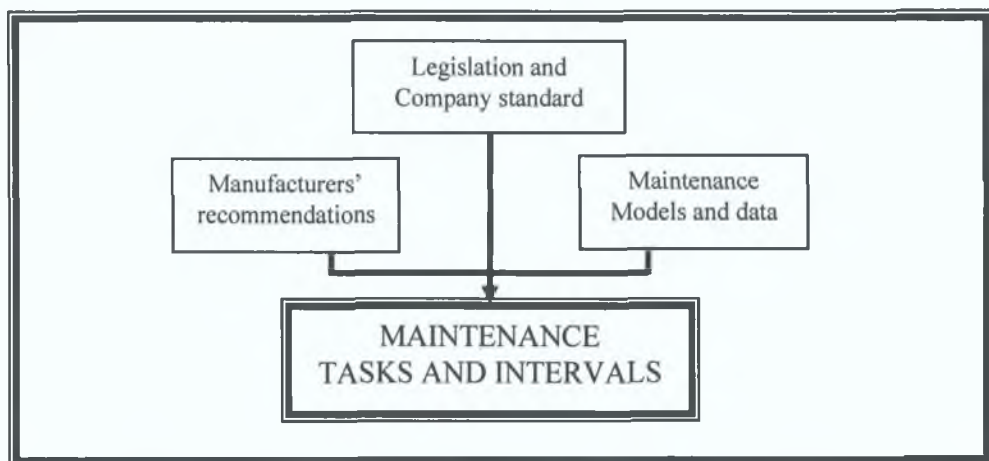 Legislation and
Company standard
Manufacturers'
recommendations
Maintenance
Models and data
MAINTENANCE
TASKS AND INTERVALS